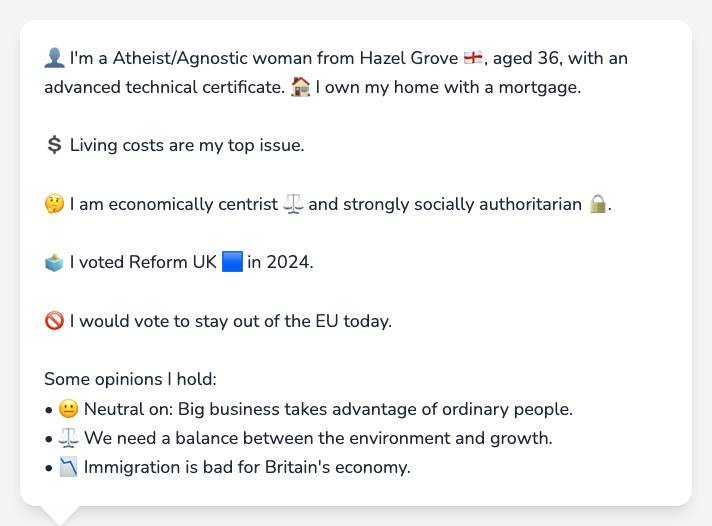 👤 I'm a Atheist/Agnostic woman from Hazel Grove 🏴󠁧󠁢󠁥󠁮󠁧󠁿, aged 36, with an
advanced technical certificate. 🏠 I own my home with a mortgage.
💲 Living costs are my top issue.
🤔 I am economically centrist ⚖️ and strongly socially authoritarian 🔒.
🗳️ I voted Reform UK 🟦 in 2024.
🚫 I would vote to stay out of the EU today.
Some opinions I hold:
• 😐 Neutral on: Big business takes advantage of ordinary people.
• ⚖️ We need a balance between the environment and growth.
• 📉 Immigration is bad for Britain's economy.